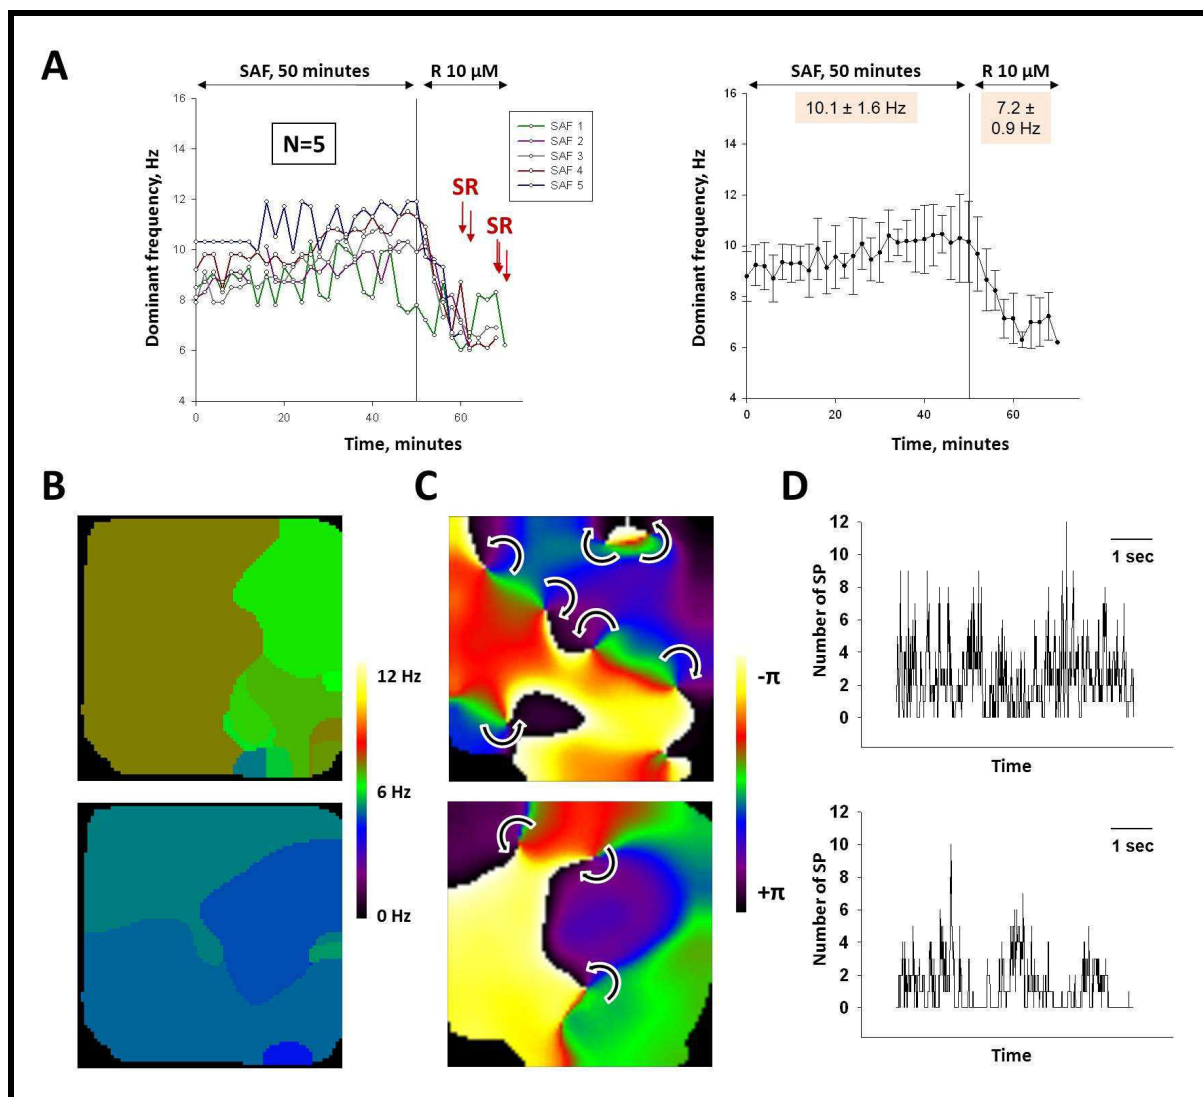 A
SAF, 50 minutes
R 10 µM
SAF, 50 minutes
R 10 µM
16
14
12
10
8
6
4
Dominant frequency, Hz
N=5
SAF 1
SAF 2
SAF 3
SAF 4
SAF 5
SR
SR
0
20
40
60
Time, minutes
16
14
12
10
8
6
4
Dominant frequency, Hz
10.1 ± 1.6 Hz
7.2 ±
0.9 Hz
0
20
40
60
Time, minutes
B
12 Hz
6 Hz
0 Hz
C
-π
+π
D
12
10
8
6
4
2
0
Number of SP
1 sec
Time
12
10
8
6
4
2
0
Number of SP
1 sec
Time